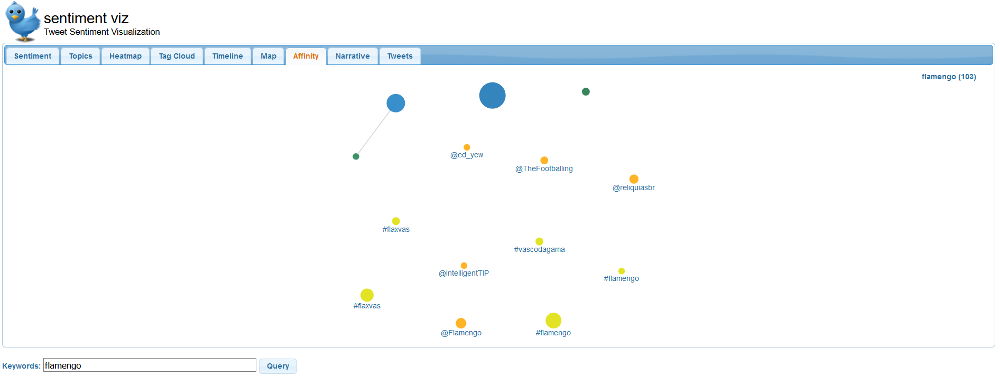 sentiment viz
Tweet Sentiment Visualization
Sentiment Topics Heatmap Tag Cloud Timeline Map Affinity Narrative Tweets
flamengo (103)
@ed_yew
@TheFootballing
@reliquiasbr
#flaxvas
#vascodagama
@IntelligentTIP
#flamengo
#flaxvas
@Flamengo
#flamengo
Keywords: flamengo Query